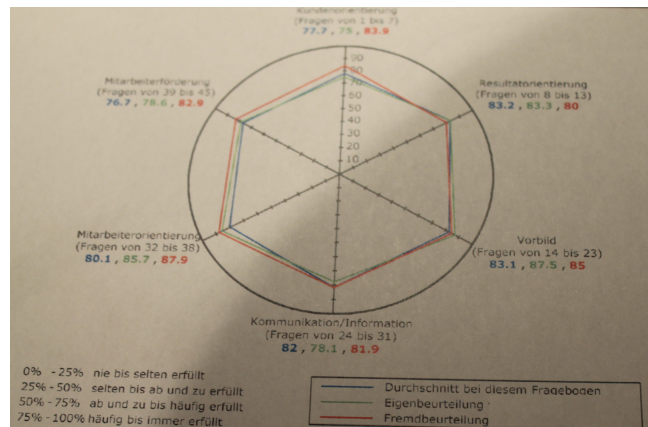 Kundenorientierung
(Fragen von 1 bis 7)
77.7 , 75 , 83.9
Mitarbeiterförderung
(Fragen von 39 bis 45)
76.7 , 78.6 , 82.9
Resultatorientierung
(Fragen von 8 bis 13)
83.2 , 83.3 , 80
90
80
70
60
50
40
30
20
10
Mitarbeiterorientierung
(Fragen von 32 bis 38)
80.1 , 85.7 , 87.9
Vorbild
(Fragen von 14 bis 23)
83.1 , 87.5 , 85
Kommunikation/Information
(Fragen von 24 bis 31)
82 , 78.1 , 81.9
0% - 25% nie bis selten erfüllt
25% - 50% selten bis ab und zu erfüllt
50% - 75% ab und zu bis häufig erfüllt
75% - 100% häufig bis immer erfüllt
Durchschnitt bei diesem Fragebogen
Eigenbeurteilung
Fremdbeurteilung